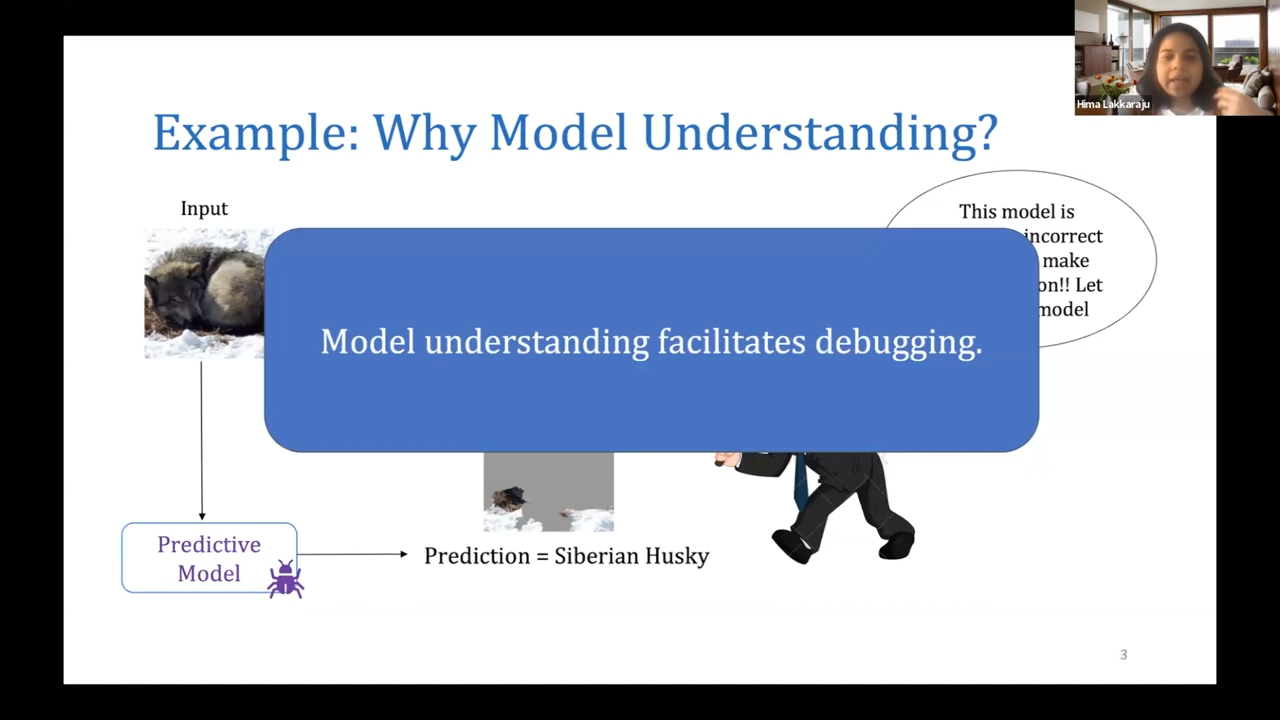 Hima Lakkaraju
Example: Why Model Understanding?
Input
This model is
incorrect
make
on!! Let
model
Model understanding facilitates debugging.
Predictive
Model
Prediction = Siberian Husky
3